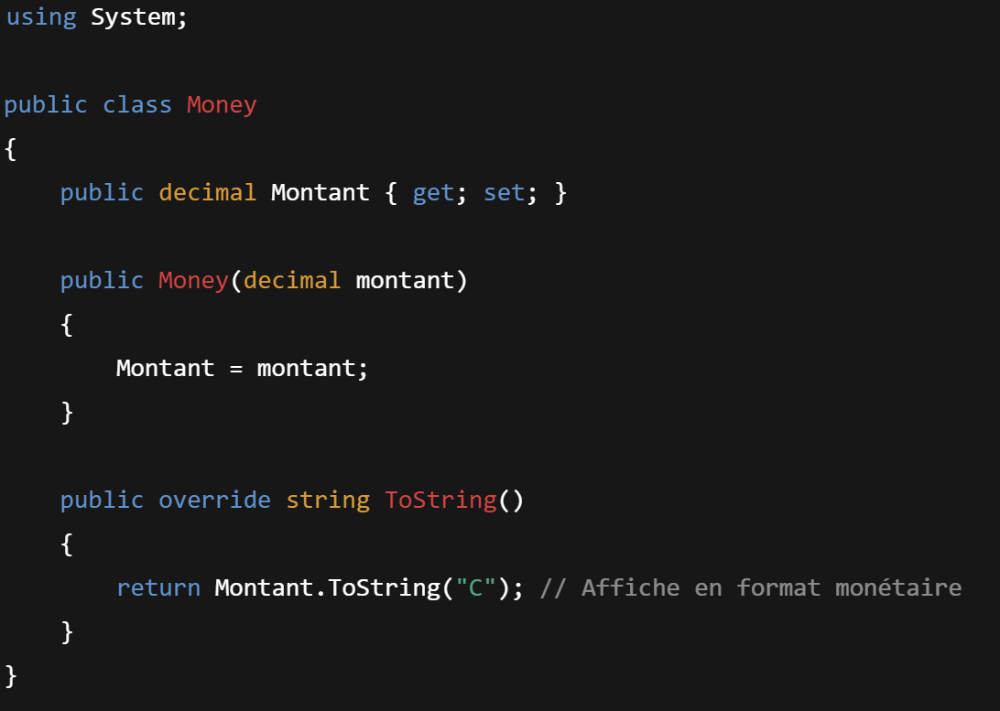 using System;
public class Money
{
    public decimal Montant { get; set; }
    public Money(decimal montant)
    {
        Montant = montant;
    }
    public override string ToString()
    {
        return Montant.ToString("C"); // Affiche en format monétaire
    }
}